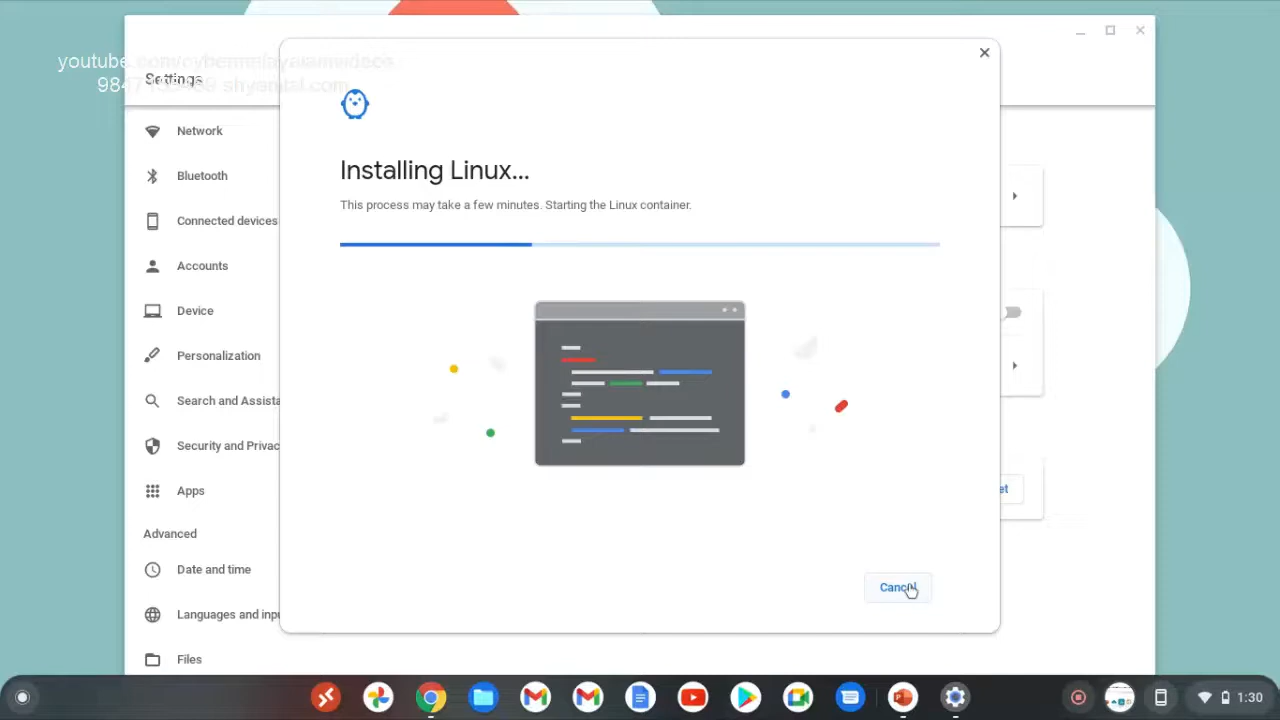 Settings
Installing Linux...
This process may take a few minutes. Starting the Linux container.
Network
Bluetooth
Connected devices
Accounts
Device
Personalization
Search and Assista
Security and Privac
Apps
Advanced
Date and time
Languages and inpu
Files
Cancel
1:30